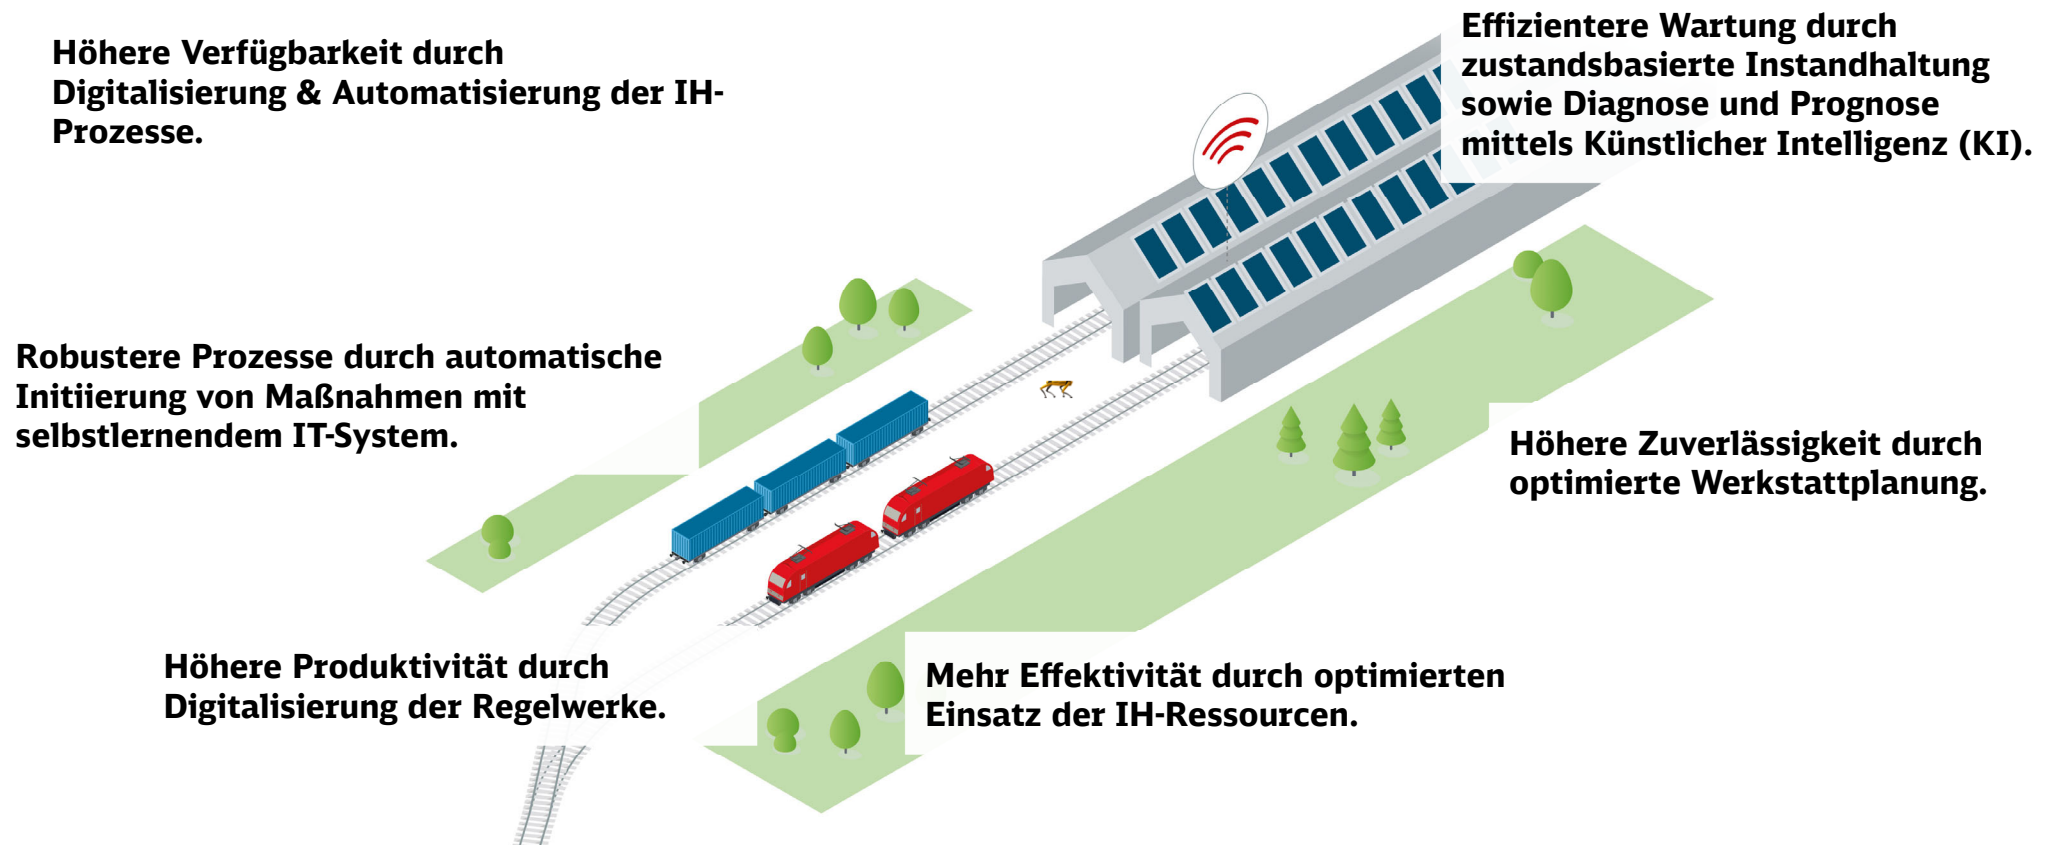 Höhere Verfügbarkeit durch
Digitalisierung & Automatisierung der IH-
Prozesse.
Effizientere Wartung durch
zustandsbasierte Instandhaltung
sowie Diagnose und Prognose
mittels Künstlicher Intelligenz (KI).
Robustere Prozesse durch automatische
Initiierung von Maßnahmen mit
selbstlernendem IT-System.
Höhere Zuverlässigkeit durch
optimierte Werkstattplanung.
Höhere Produktivität durch
Digitalisierung der Regelwerke.
Mehr Effektivität durch optimierten
Einsatz der IH-Ressourcen.